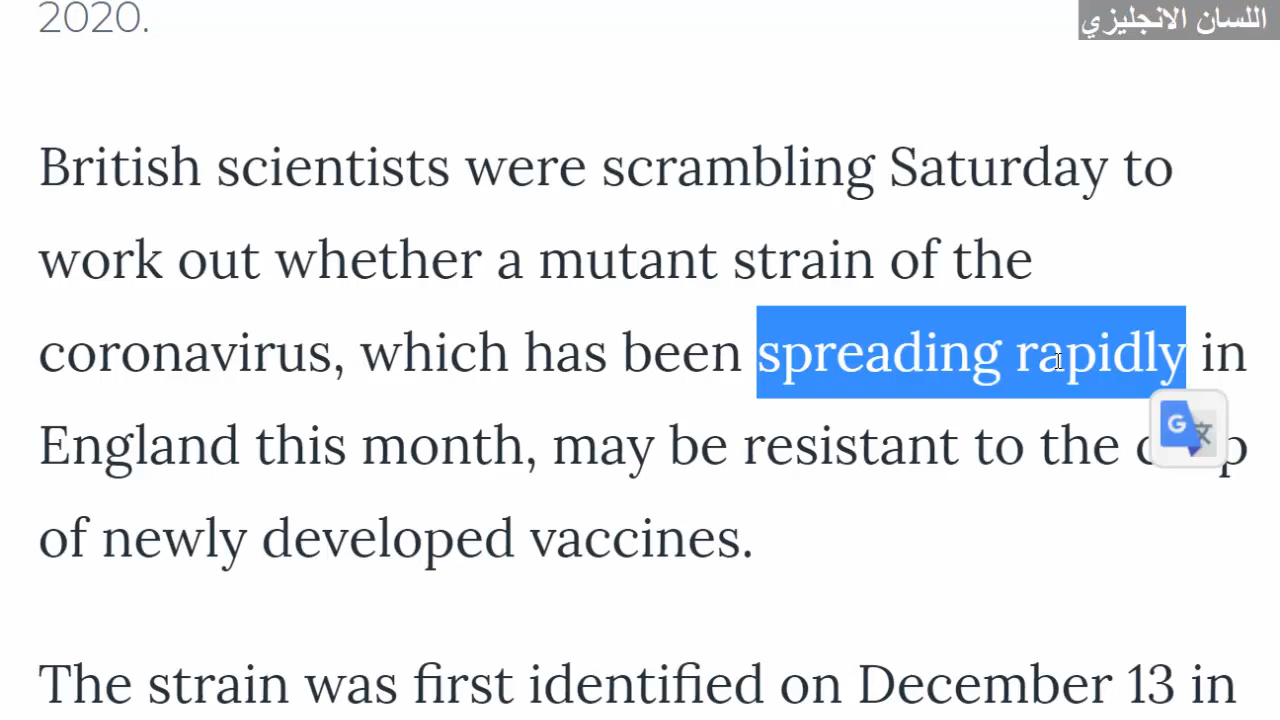 2020.
اللسان الانجليزي
British scientists were scrambling Saturday to
work out whether a mutant strain of the
coronavirus, which has been spreading rapidly in
England this month, may be resistant to the
of newly developed vaccines.
The strain was first identified on December 13 in